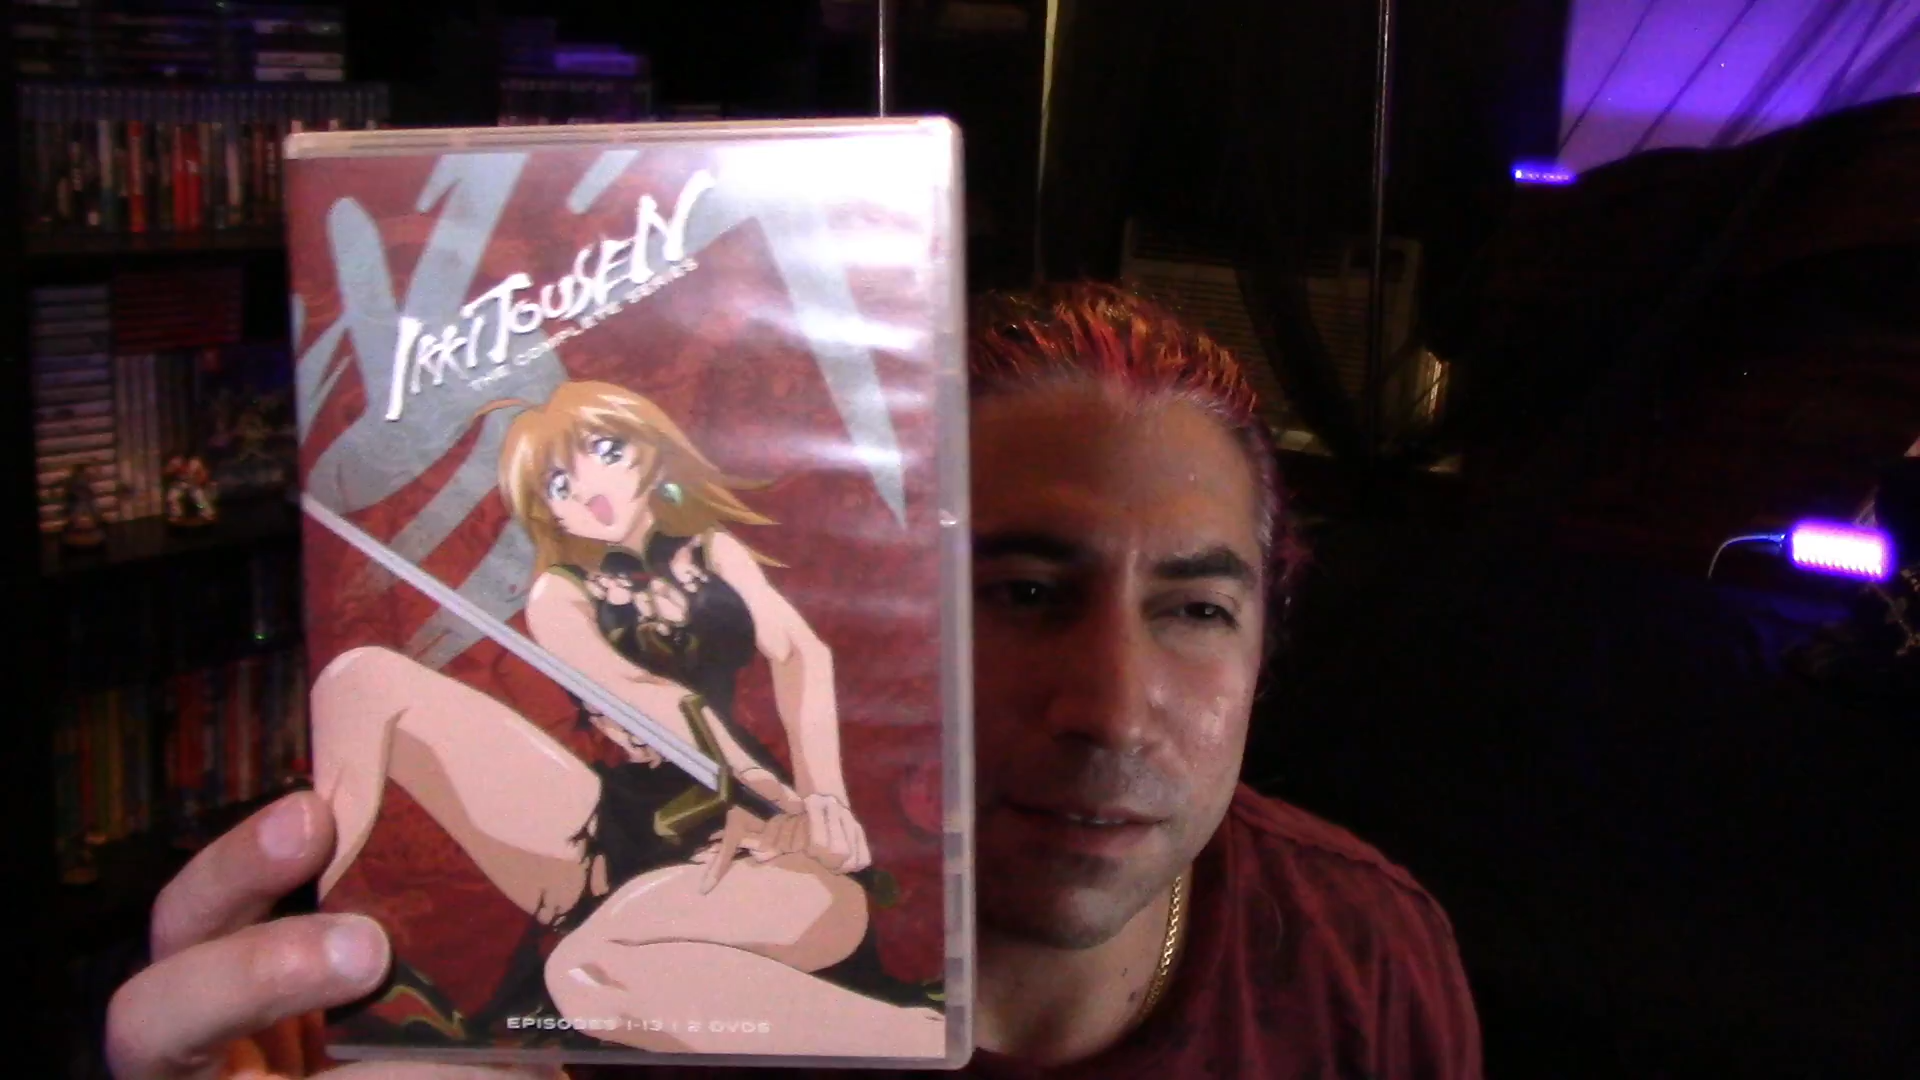 IKKITOUSEN
THE COMPLETE SERIES
EPISODES 1-13 | 2 DVDS